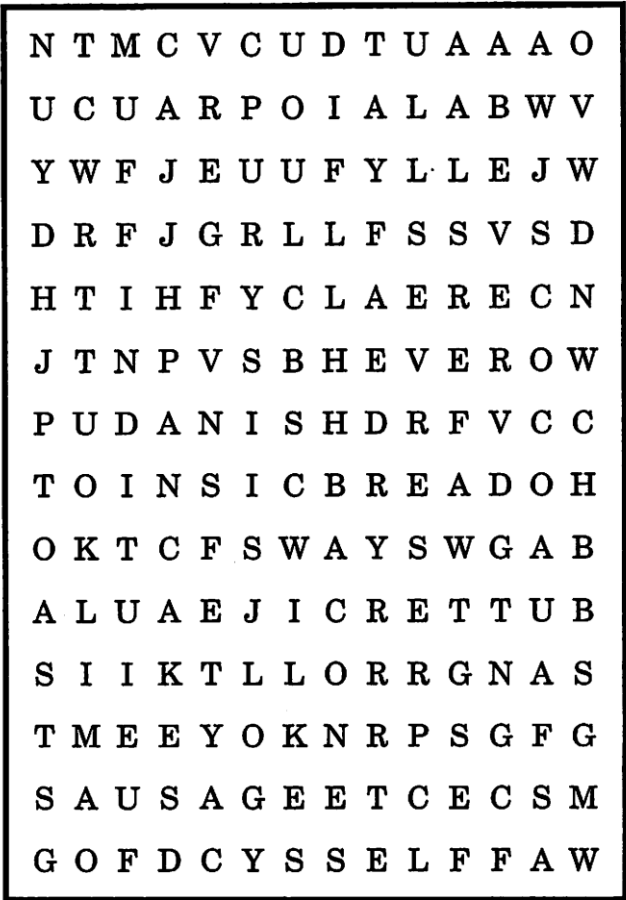 N T M C V C U D T U A A A O
U C U A R P O I A L A B W V
Y W F J E U U F Y L L E J W
D R F J G R L L F S S V S D
H T I H F Y C L A E R E C N
J T N P V S B H E V E R O W
P U D A N I S H D R F V C C
T O I N S I C B R E A D O H
O K T C F S W A Y S W G A B
A L U A E J I C R E T T U B
S I I K T L L O R R G N A S
T M E E Y O K N R P S G F G
S A U S A G E E T C E C S M
G O F D C Y S S E L F F A W